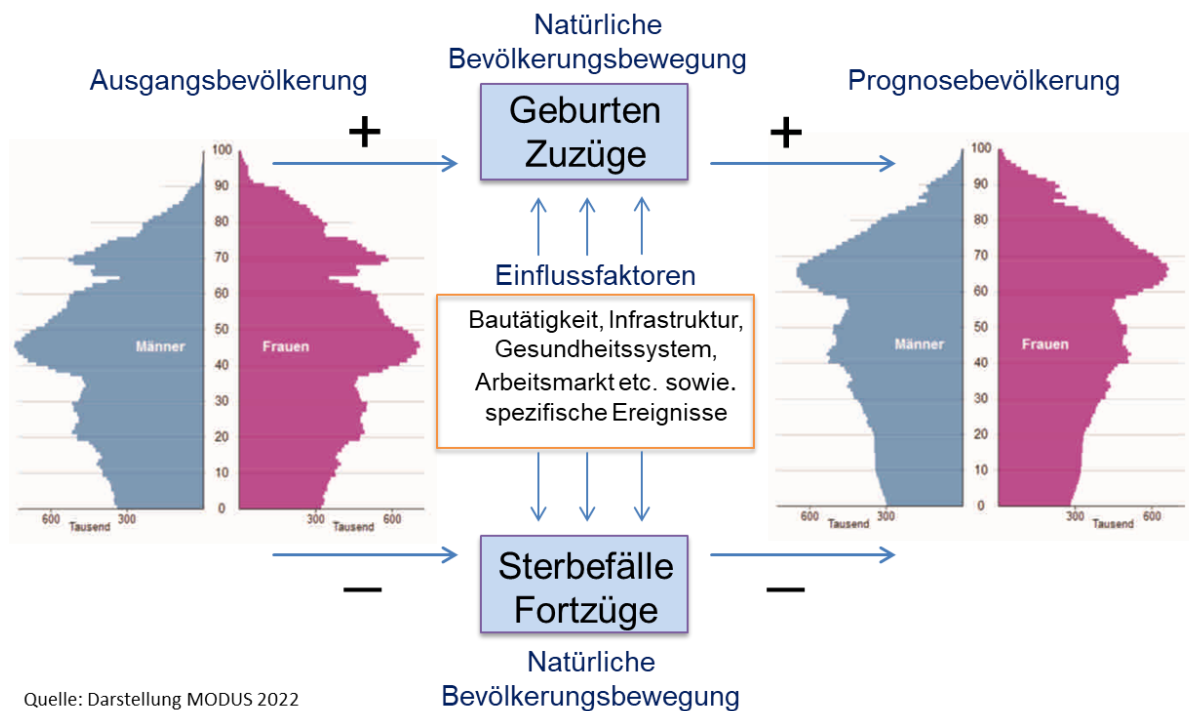 Natürliche
Bevölkerungsbewegung
Ausgangsbevölkerung
Prognosebevölkerung
+
Geburten
Zuzüge
+
100
90
80
70
60
50
40
30
20
10
0
Männer
Frauen
600
Tausend
300
300
Tausend
600
Einflussfaktoren
Bautätigkeit, Infrastruktur,
Gesundheitssystem,
Arbeitsmarkt etc. sowie.
spezifische Ereignisse
100
90
80
70
60
50
40
30
20
10
0
Männer
Frauen
600
Tausend
300
300
Tausend
600
–
Sterbefälle
Fortzüge
–
Natürliche
Bevölkerungsbewegung
Quelle: Darstellung MODUS 2022